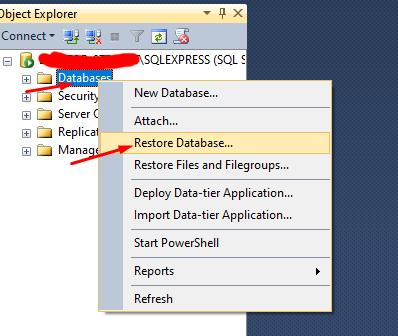 Object Explorer
Connect
\SQLEXPRESS (SQL S
Databases
New Database...
Security
Attach...
Server O
Restore Database...
Replicat
Restore Files and Filegroups...
Manage
Deploy Data-tier Application...
Import Data-tier Application...
Start PowerShell
Reports
Refresh